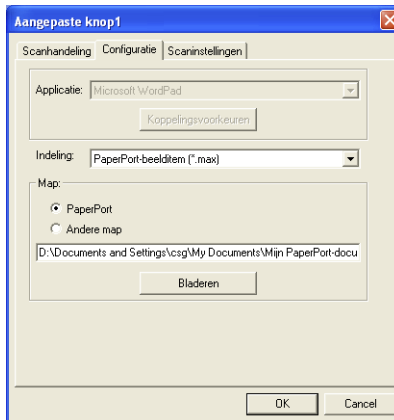 Aangepaste knop1
Scanhandeling Configuratie Scaninstellingen
Applicatie: Microsoft WordPad
Koppelingsvoorkeuren
Indeling: PaperPort-beelditem (*.max)
Map:
PaperPort
Andere map
D:\Documents and Settings\csg\My Documents\Mijn PaperPort-docu
Bladeren
OK Cancel